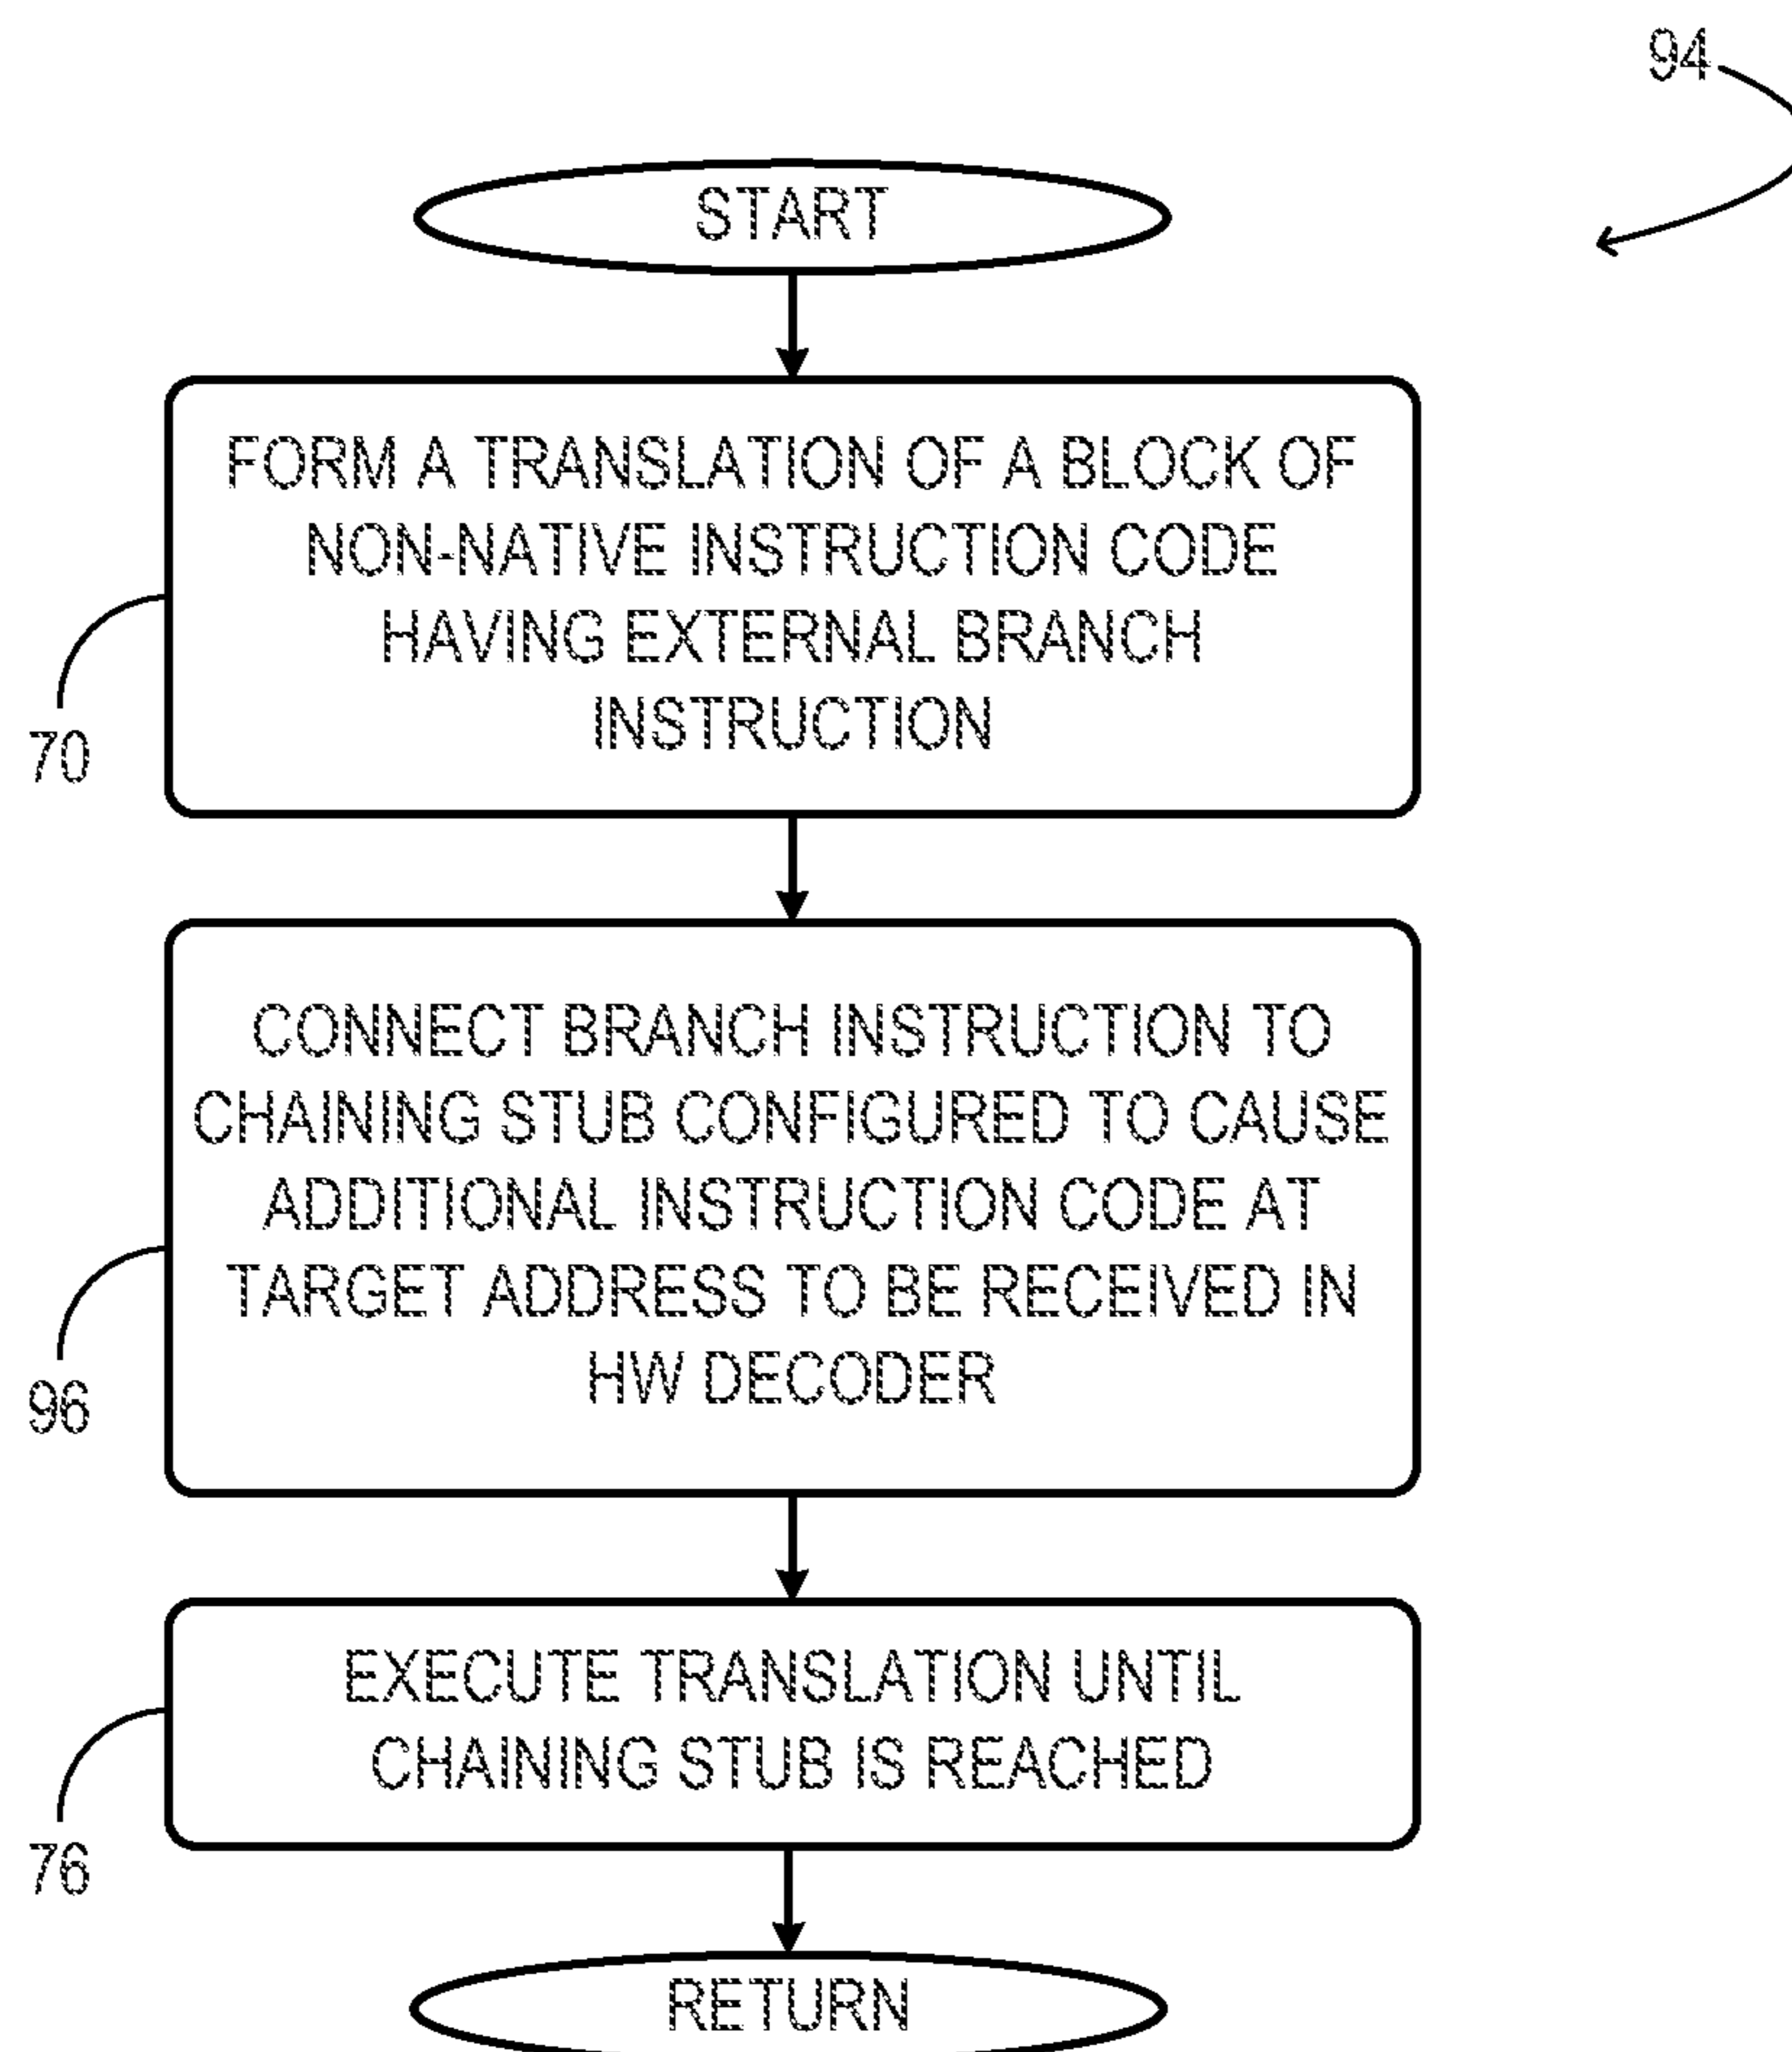 94
START
FORM A TRANSLATION OF A BLOCK OF
NON-NATIVE INSTRUCTION CODE
HAVING EXTERNAL BRANCH
INSTRUCTION
70
CONNECT BRANCH INSTRUCTION TO
CHAINING STUB CONFIGURED TO CAUSE
ADDITIONAL INSTRUCTION CODE AT
TARGET ADDRESS TO BE RECEIVED IN
HW DECODER
96
EXECUTE TRANSLATION UNTIL
CHAINING STUB IS REACHED
76
RETURN